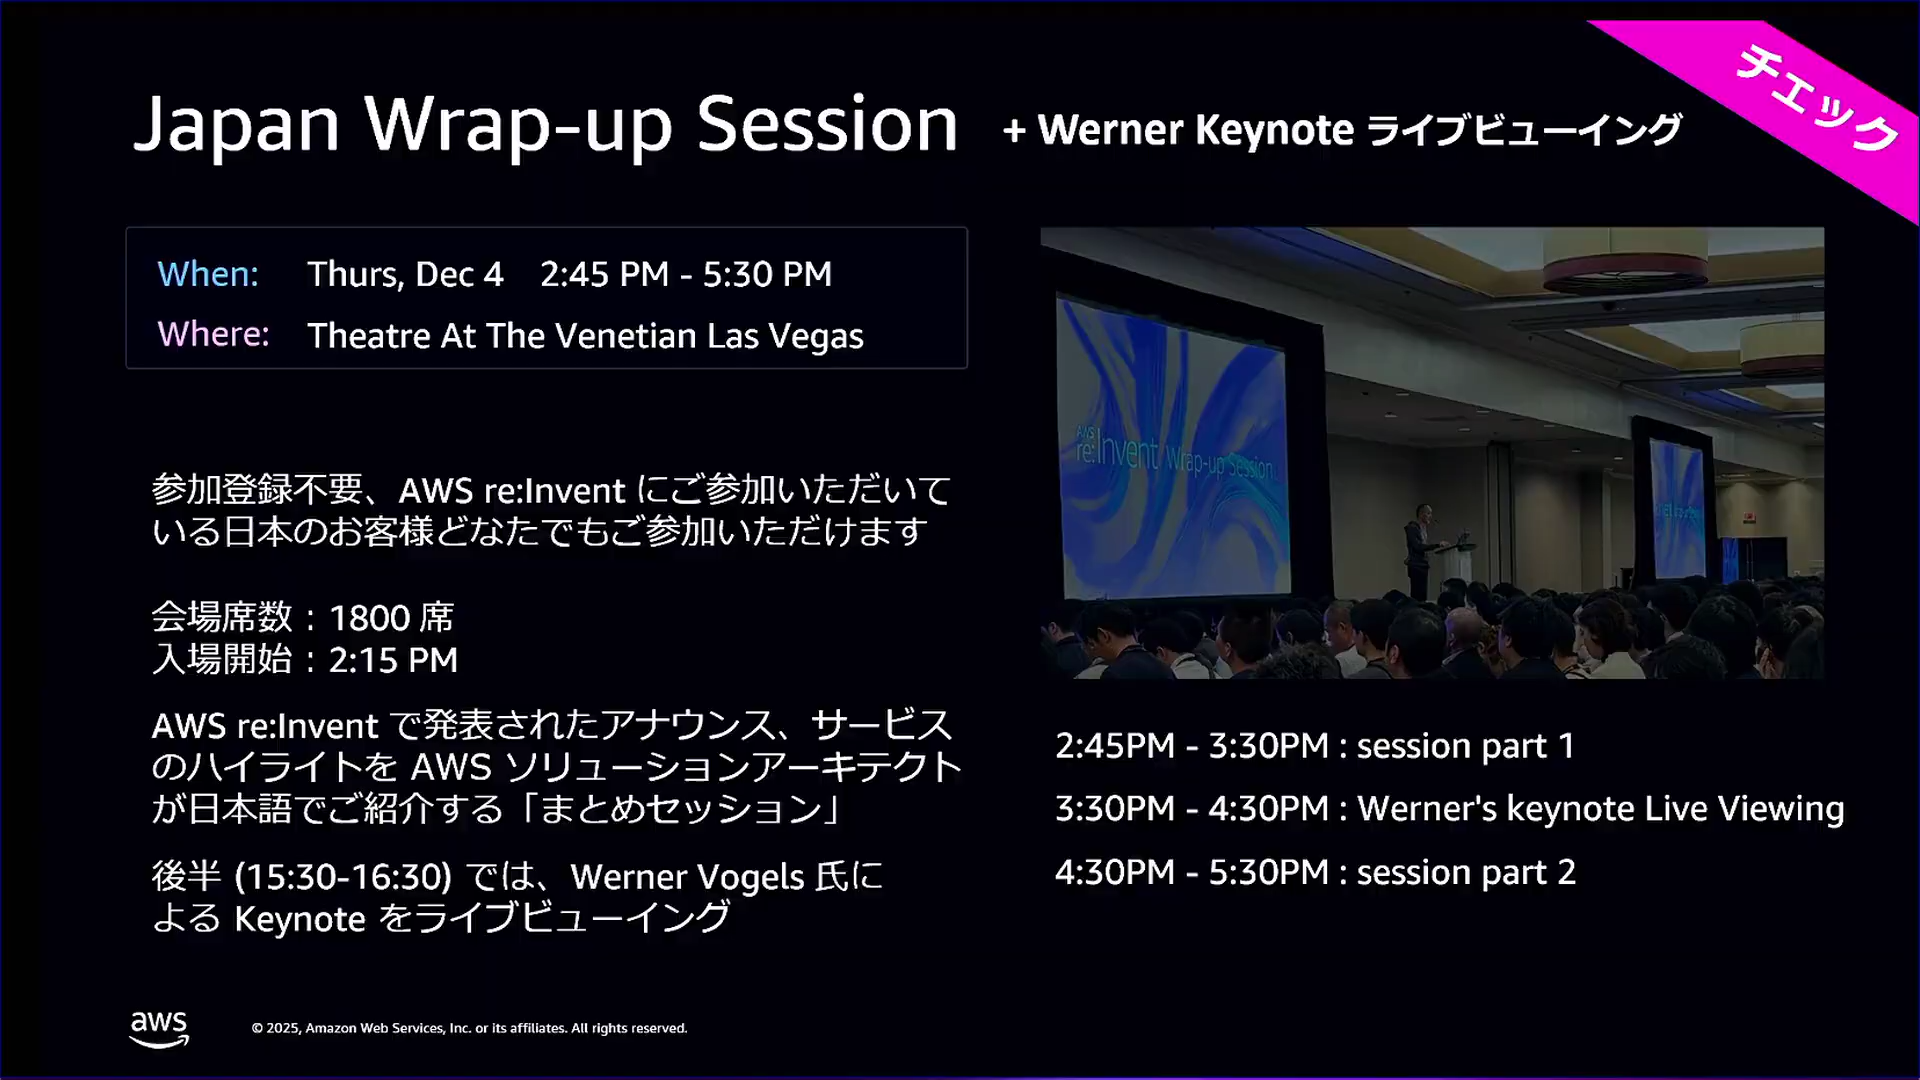 チェック
Japan Wrap-up Session + Werner Keynote ライブビューイング
When: Thurs, Dec 4 2:45 PM - 5:30 PM
Where: Theatre At The Venetian Las Vegas
参加登録不要、AWS re:Invent にご参加いただいて
いる日本のお客様どなたでもご参加いただけます
会場席数：1800 席
入場開始：2:15 PM
AWS re:Invent で発表されたアナウンス、サービス
のハイライトを AWS ソリューションアーキテクト
が日本語でご紹介する「まとめセッション」
後半 (15:30-16:30) では、Werner Vogels 氏に
よる Keynote をライブビューイング
AWS
re:Invent Wrap-up Session
2:45PM - 3:30PM : session part 1
3:30PM - 4:30PM : Werner's keynote Live Viewing
4:30PM - 5:30PM : session part 2
aws
© 2025, Amazon Web Services, Inc. or its affiliates. All rights reserved.